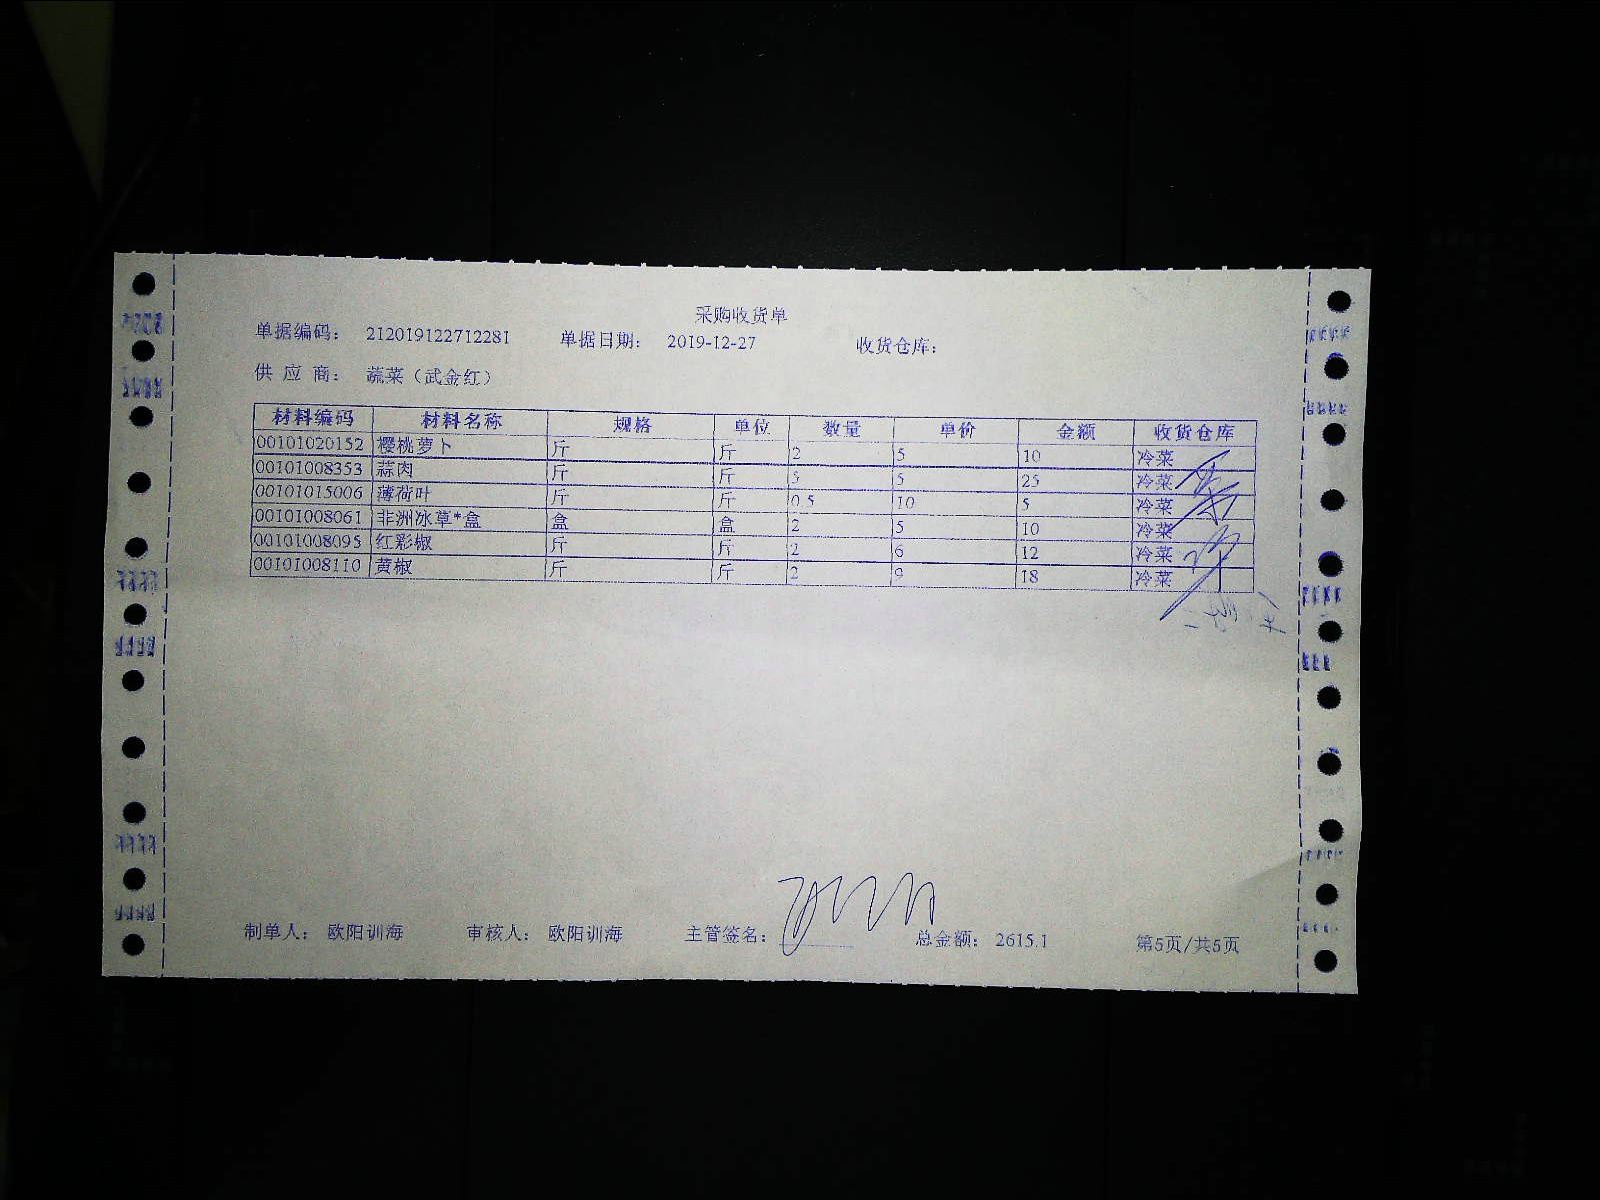 采购收货单
单据编码： 212019122712281 单据日期： 2019-12-27 收货仓库：
供 应 商： 蔬菜（武金红）
材料编码 材料名称 规格 单位 数量 单价 金额 收货仓库
00101020152 樱桃萝卜 斤 斤 2 5 10 冷菜
00101008353 蒜肉 斤 斤 5 5 25 冷菜
00101015006 薄荷叶 斤 斤 0.5 10 5 冷菜
00101008061 非洲冰草*盒 盒 盒 2 5 10 冷菜
00101008095 红彩椒 斤 斤 2 6 12 冷菜
00101008110 黄椒 斤 斤 2 9 18 冷菜
制单人： 欧阳训海 审核人： 欧阳训海 主管签名： 总金额： 2615.1 第5页/共5页